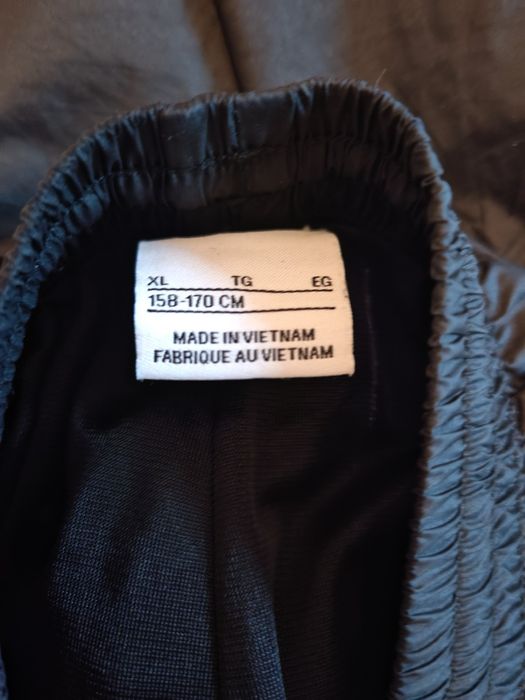 XL TG EG
158-170 CM
MADE IN VIETNAM
FABRIQUE AU VIETNAM